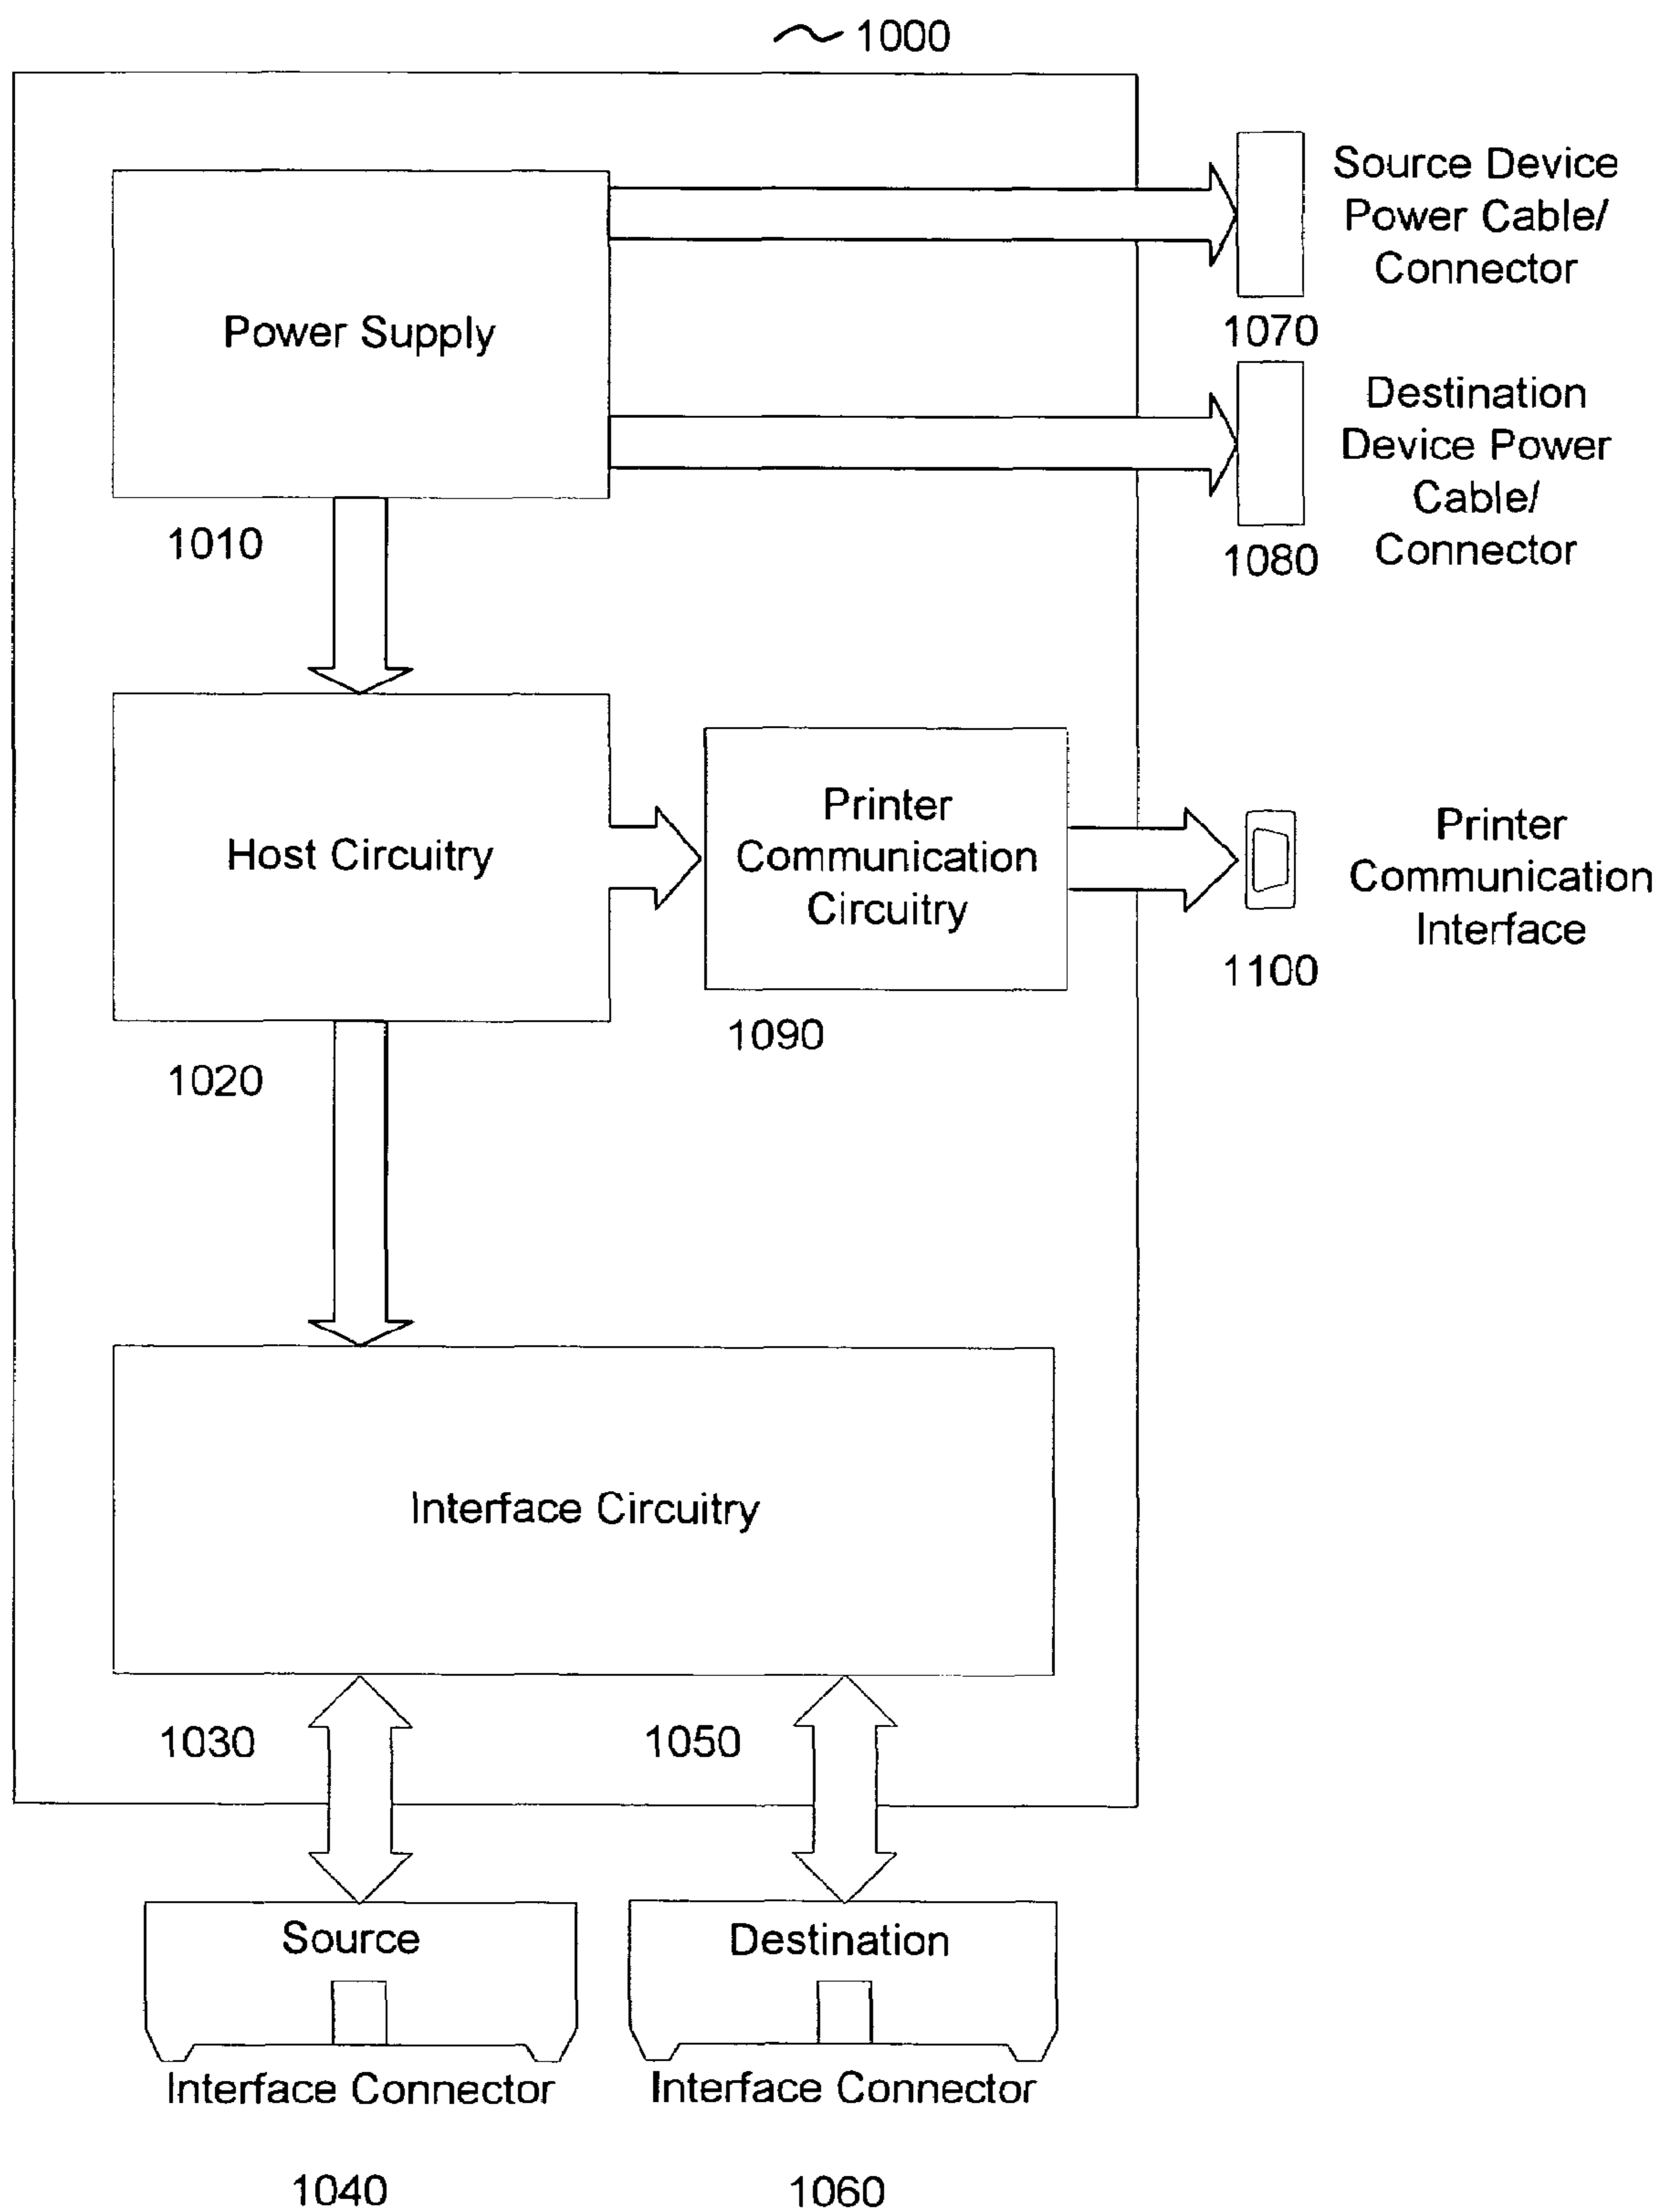 1000
Source Device
Power Cable/
Connector
1070
Power Supply
Destination
Device Power
Cable/
Connector
1080
1010
Host Circuitry
Printer
Communication
Circuitry
Printer
Communication
Interface
1100
1090
1020
Interface Circuitry
1030
1050
Source
Destination
Interface Connector
Interface Connector
1040
1060